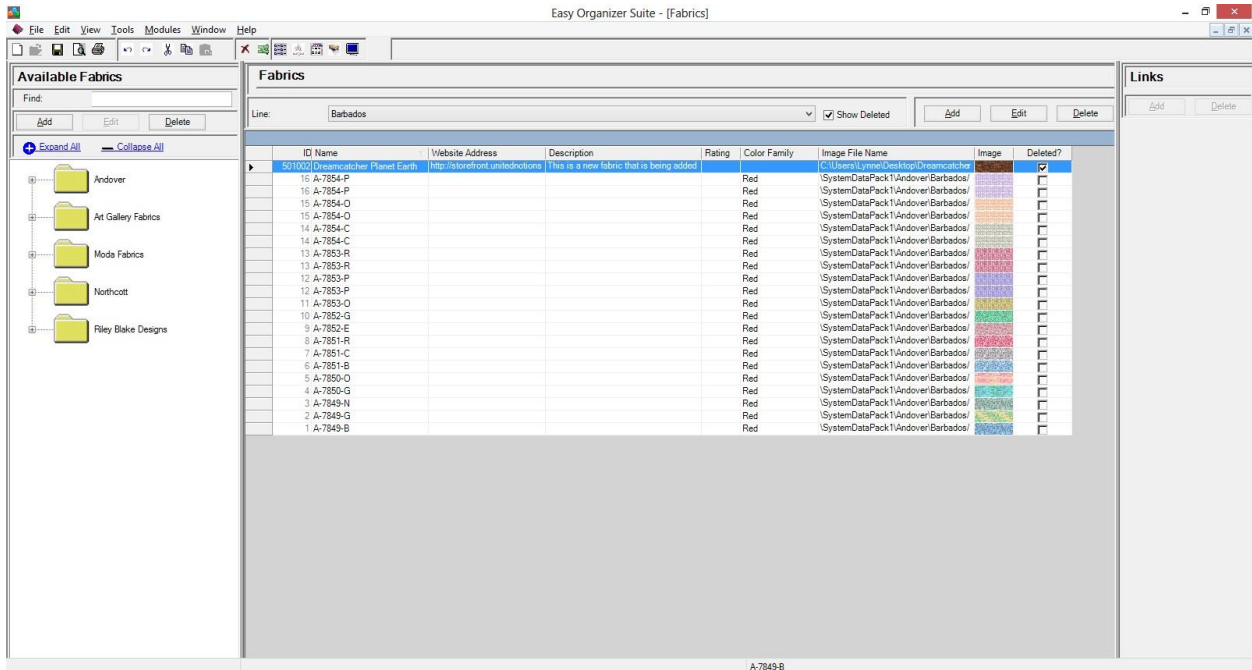 Easy Organizer Suite - [Fabrics]
File Edit View Tools Modules Window Help
Available Fabrics
Find:
Add Edit Delete
Expand All Collapse All
Andover
Art Gallery Fabrics
Moda Fabrics
Northcott
Riley Blake Designs
Fabrics
Line: Barbados Show Deleted Add Edit Delete
ID Name Website Address Description Rating Color Family Image File Name Image Deleted?
501002 Dreamcatcher Planet Earth http://storefront.unitednotions This is a new fabric that is being added C:\Users\Lynne\Desktop\Dreamcatcher
16 A-7854-P Red \SystemDataPack1\Andover\Barbados/
16 A-7854-P Red \SystemDataPack1\Andover\Barbados/
15 A-7854-O Red \SystemDataPack1\Andover\Barbados/
15 A-7854-O Red \SystemDataPack1\Andover\Barbados/
14 A-7854-C Red \SystemDataPack1\Andover\Barbados/
14 A-7854-C Red \SystemDataPack1\Andover\Barbados/
13 A-7853-R Red \SystemDataPack1\Andover\Barbados/
13 A-7853-R Red \SystemDataPack1\Andover\Barbados/
12 A-7853-P Red \SystemDataPack1\Andover\Barbados/
12 A-7853-P Red \SystemDataPack1\Andover\Barbados/
11 A-7853-O Red \SystemDataPack1\Andover\Barbados/
10 A-7852-G Red \SystemDataPack1\Andover\Barbados/
9 A-7852-E Red \SystemDataPack1\Andover\Barbados/
8 A-7851-R Red \SystemDataPack1\Andover\Barbados/
7 A-7851-C Red \SystemDataPack1\Andover\Barbados/
6 A-7851-B Red \SystemDataPack1\Andover\Barbados/
5 A-7850-O Red \SystemDataPack1\Andover\Barbados/
4 A-7850-G Red \SystemDataPack1\Andover\Barbados/
3 A-7849-N Red \SystemDataPack1\Andover\Barbados/
2 A-7849-G Red \SystemDataPack1\Andover\Barbados/
1 A-7849-B Red \SystemDataPack1\Andover\Barbados/
Links
Add Delete
A-7849-B